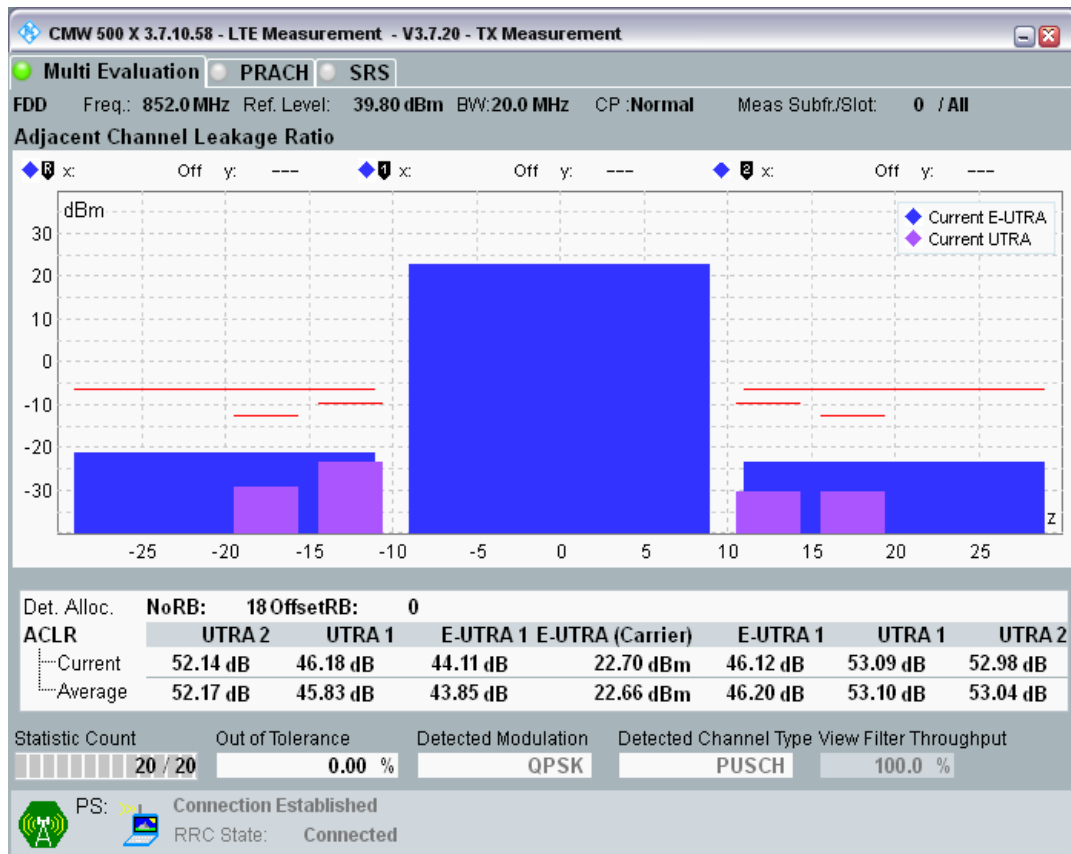 CMW 500 X 3.7.10.58 - LTE Measurement - V3.7.20 - TX Measurement
Multi Evaluation PRACH SRS
FDD Freq.: 852.0 MHz Ref. Level: 39.80 dBm BW:20.0 MHz CP :Normal Meas Subfr./Slot: 0 / All
Adjacent Channel Leakage Ratio
R x: Off y: --- 1 x: Off y: --- 2 x: Off y: ---
dBm
Current E-UTRA
Current UTRA
30
20
10
0
-10
-20
-30
z
-25 -20 -15 -10 -5 0 5 10 15 20 25
Det. Alloc. NoRB: 18 OffsetRB: 0
ACLR UTRA 2 UTRA 1 E-UTRA 1 E-UTRA (Carrier) E-UTRA 1 UTRA 1 UTRA 2
Current 52.14 dB 46.18 dB 44.11 dB 22.70 dBm 46.12 dB 53.09 dB 52.98 dB
Average 52.17 dB 45.83 dB 43.85 dB 22.66 dBm 46.20 dB 53.10 dB 53.04 dB
Statistic Count Out of Tolerance Detected Modulation Detected Channel Type View Filter Throughput
20 / 20 0.00 % QPSK PUSCH 100.0 %
PS: Connection Established
RRC State: Connected